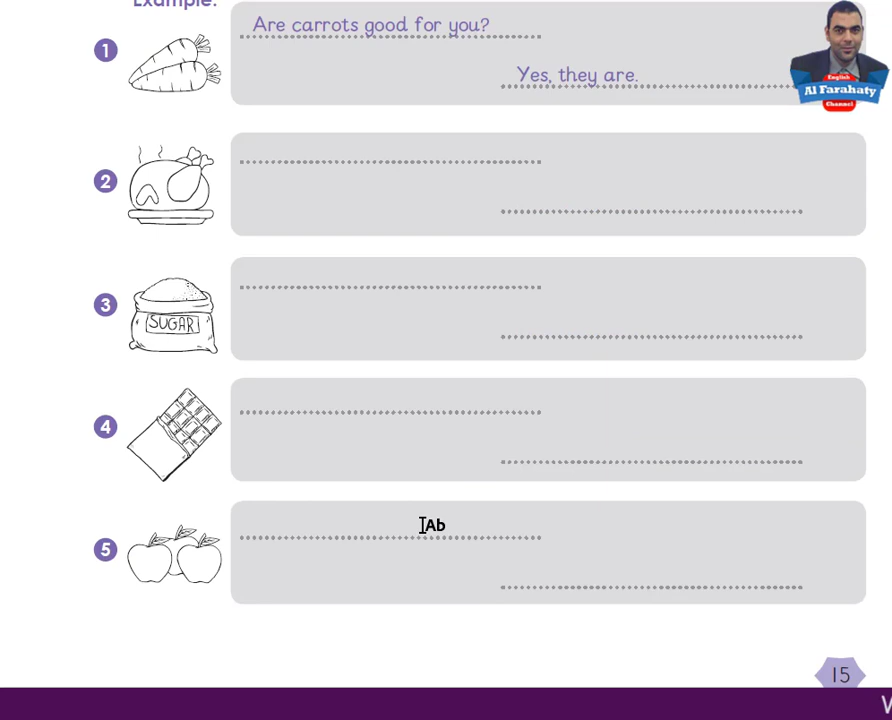 Example:
1
Are carrots good for you?
Yes, they are.
English
Al Farahaty
Channel
2
3
SUGAR
4
5
Ab
15